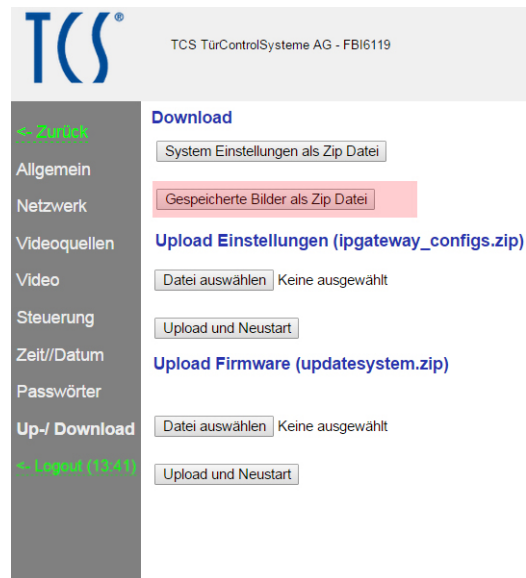 TCS®
TCS TürControlSysteme AG - FBI6119
<- Zurück
Allgemein
Netzwerk
Videoquellen
Video
Steuerung
Zeit//Datum
Passwörter
Up-/ Download
<- Logout (13:41)
Download
System Einstellungen als Zip Datei
Gespeicherte Bilder als Zip Datei
Upload Einstellungen (ipgateway_configs.zip)
Datei auswählen Keine ausgewählt
Upload und Neustart
Upload Firmware (updatesystem.zip)
Datei auswählen Keine ausgewählt
Upload und Neustart